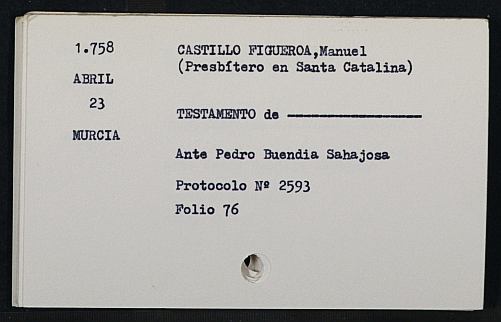 1.758
ABRIL
23
MURCIA
CASTILLO FIGUEROA,Manuel
(Presbítero en Santa Catalina)
TESTAMENTO de ——————————
Ante Pedro Buendia Sahajosa
Protocolo Nº 2593
Folio 76